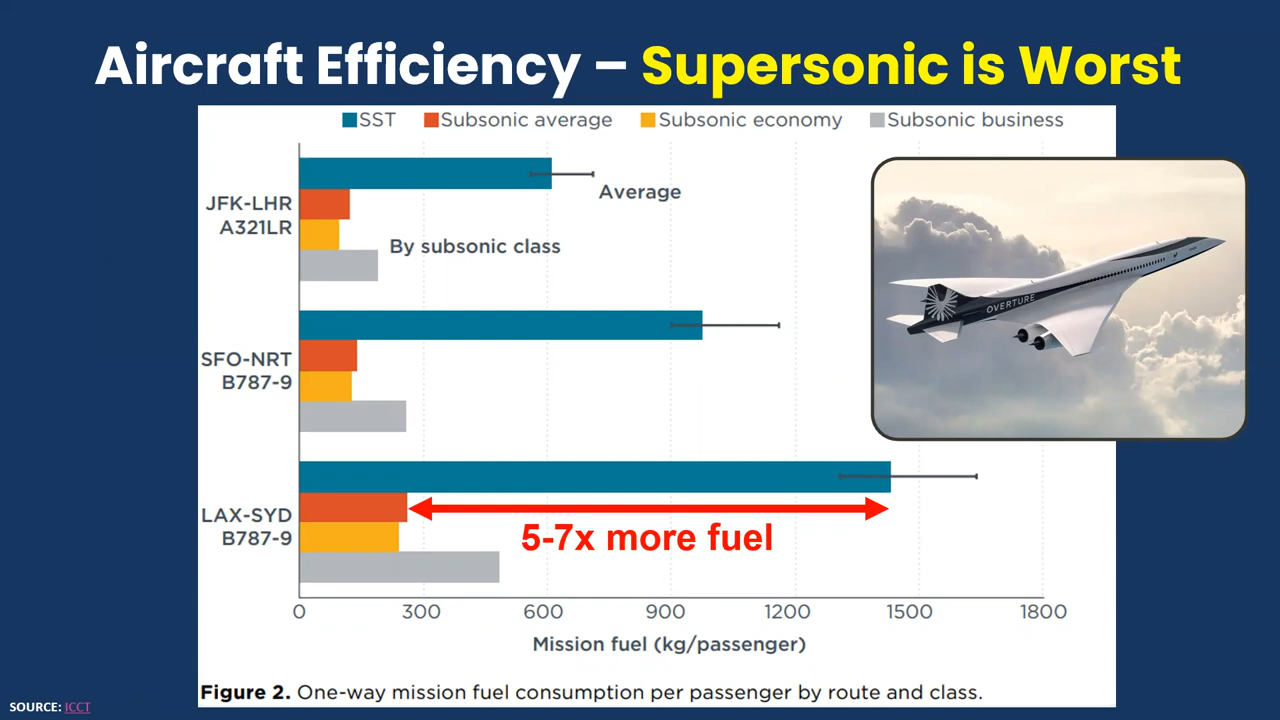 Aircraft Efficiency – Supersonic is Worst
SST Subsonic average Subsonic economy Subsonic business
JFK-LHR
A321LR
Average
By subsonic class
SFO-NRT
B787-9
OVERTURE
LAX-SYD
B787-9
5-7x more fuel
0 300 600 900 1200 1500 1800
Mission fuel (kg/passenger)
Figure 2. One-way mission fuel consumption per passenger by route and class.
SOURCE: ICCT